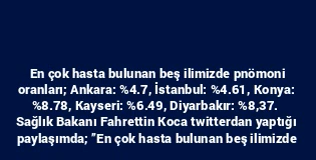 En çok hasta bulunan beş ilimizde pnömoni
oranları; Ankara: %4.7, İstanbul: %4.61, Konya:
%8.78, Kayseri: %6.49, Diyarbakır: %8,37.
Sağlık Bakanı Fahrettin Koca twitterdan yaptığı
paylaşımda; "En çok hasta bulunan beş ilimizde